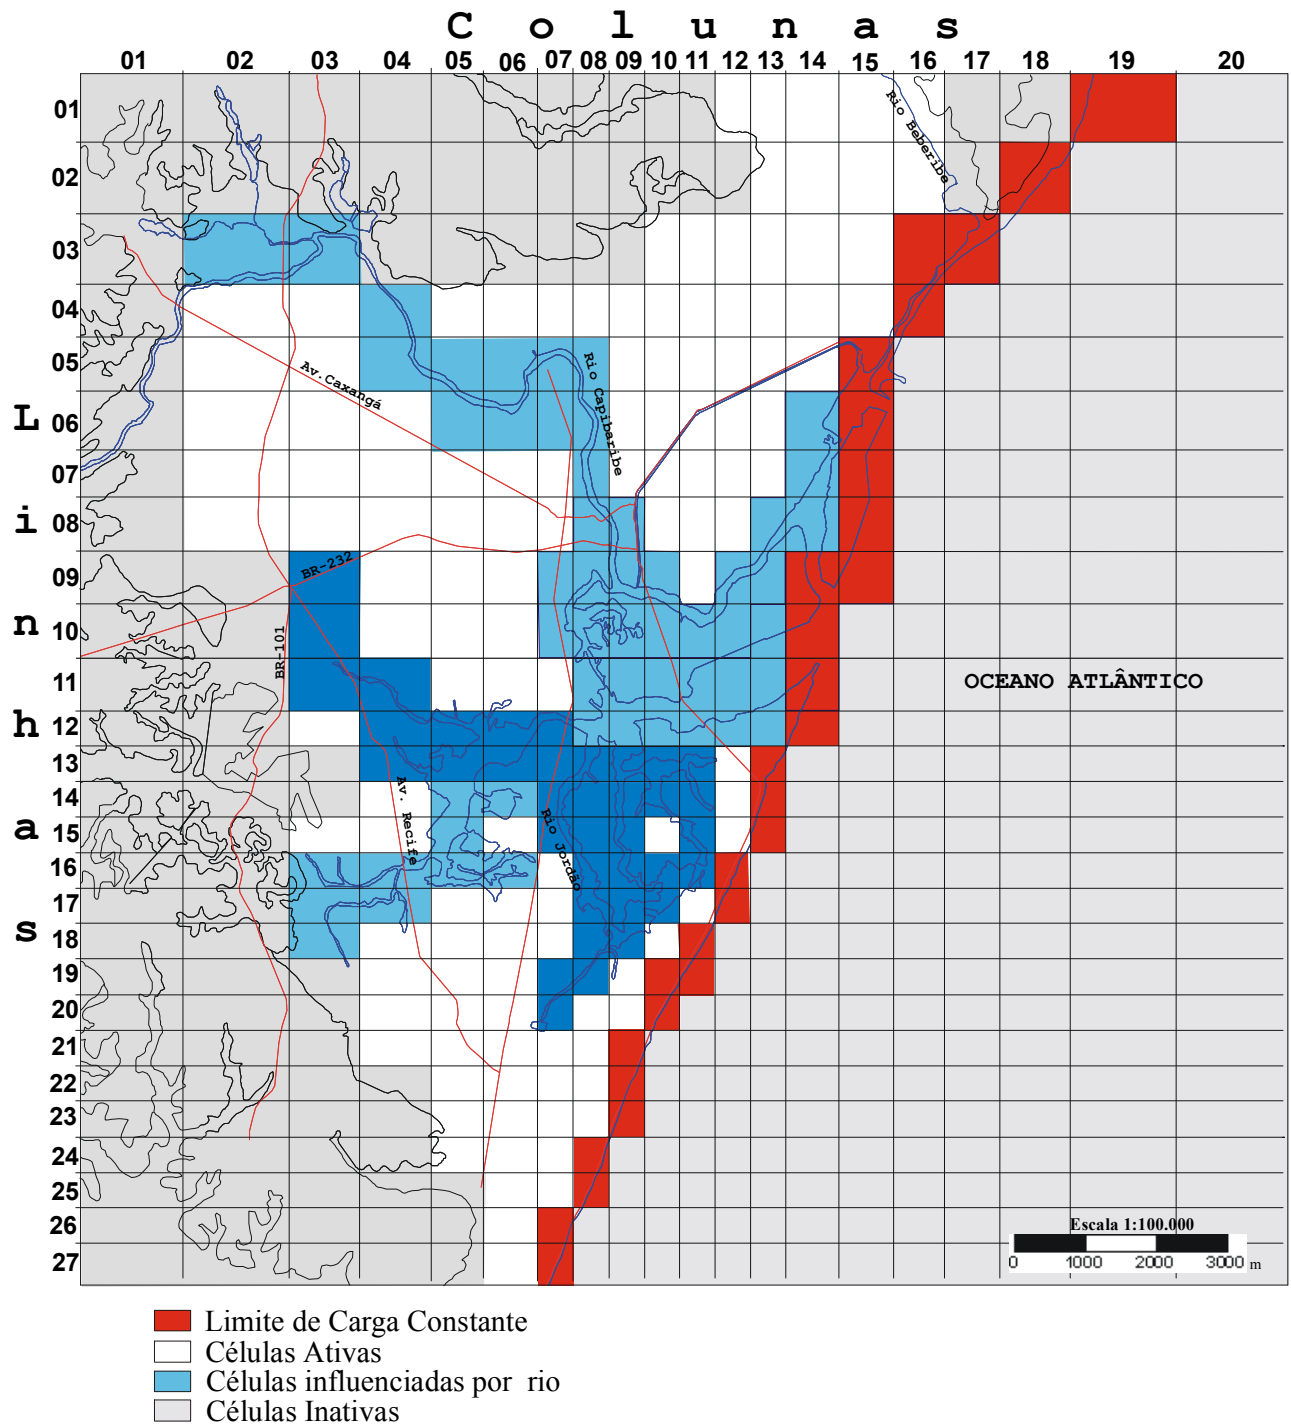 Colunas
01 02 03 04 05 06 07 08 09 10 11 12 13 14 15 16 17 18 19 20
Linhas
01
02
03
04
05
06
07
08
09
10
11
12
13
14
15
16
17
18
19
20
21
22
23
24
25
26
27
Rio Beberibe
Av.Caxangá
Rio Capibaribe
BR-232
BR-101
OCEANO ATLÂNTICO
Av. Recife
Rio Jordão
Escala 1:100.000
0 1000 2000 3000 m
Limite de Carga Constante
Células Ativas
Células influenciadas por rio
Células Inativas